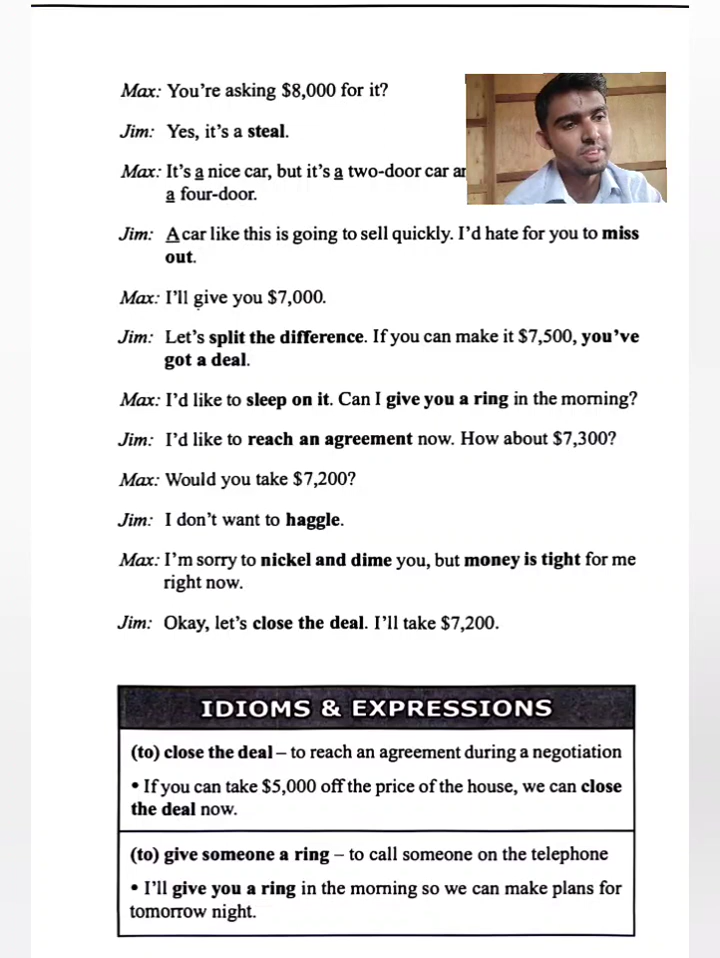 Max: You're asking $8,000 for it?
Jim: Yes, it's a steal.
Max: It's a nice car, but it's a two-door car
a four-door.
Jim: A car like this is going to sell quickly. I'd hate for you to miss
out.
Max: I'll give you $7,000.
Jim: Let's split the difference. If you can make it $7,500, you've
got a deal.
Max: I'd like to sleep on it. Can I give you a ring in the morning?
Jim: I'd like to reach an agreement now. How about $7,300?
Max: Would you take $7,200?
Jim: I don't want to haggle.
Max: I'm sorry to nickel and dime you, but money is tight for me
right now.
Jim: Okay, let's close the deal. I'll take $7,200.
IDIOMS & EXPRESSIONS
(to) close the deal – to reach an agreement during a negotiation
• If you can take $5,000 off the price of the house, we can close
the deal now.
(to) give someone a ring – to call someone on the telephone
• I'll give you a ring in the morning so we can make plans for
tomorrow night.